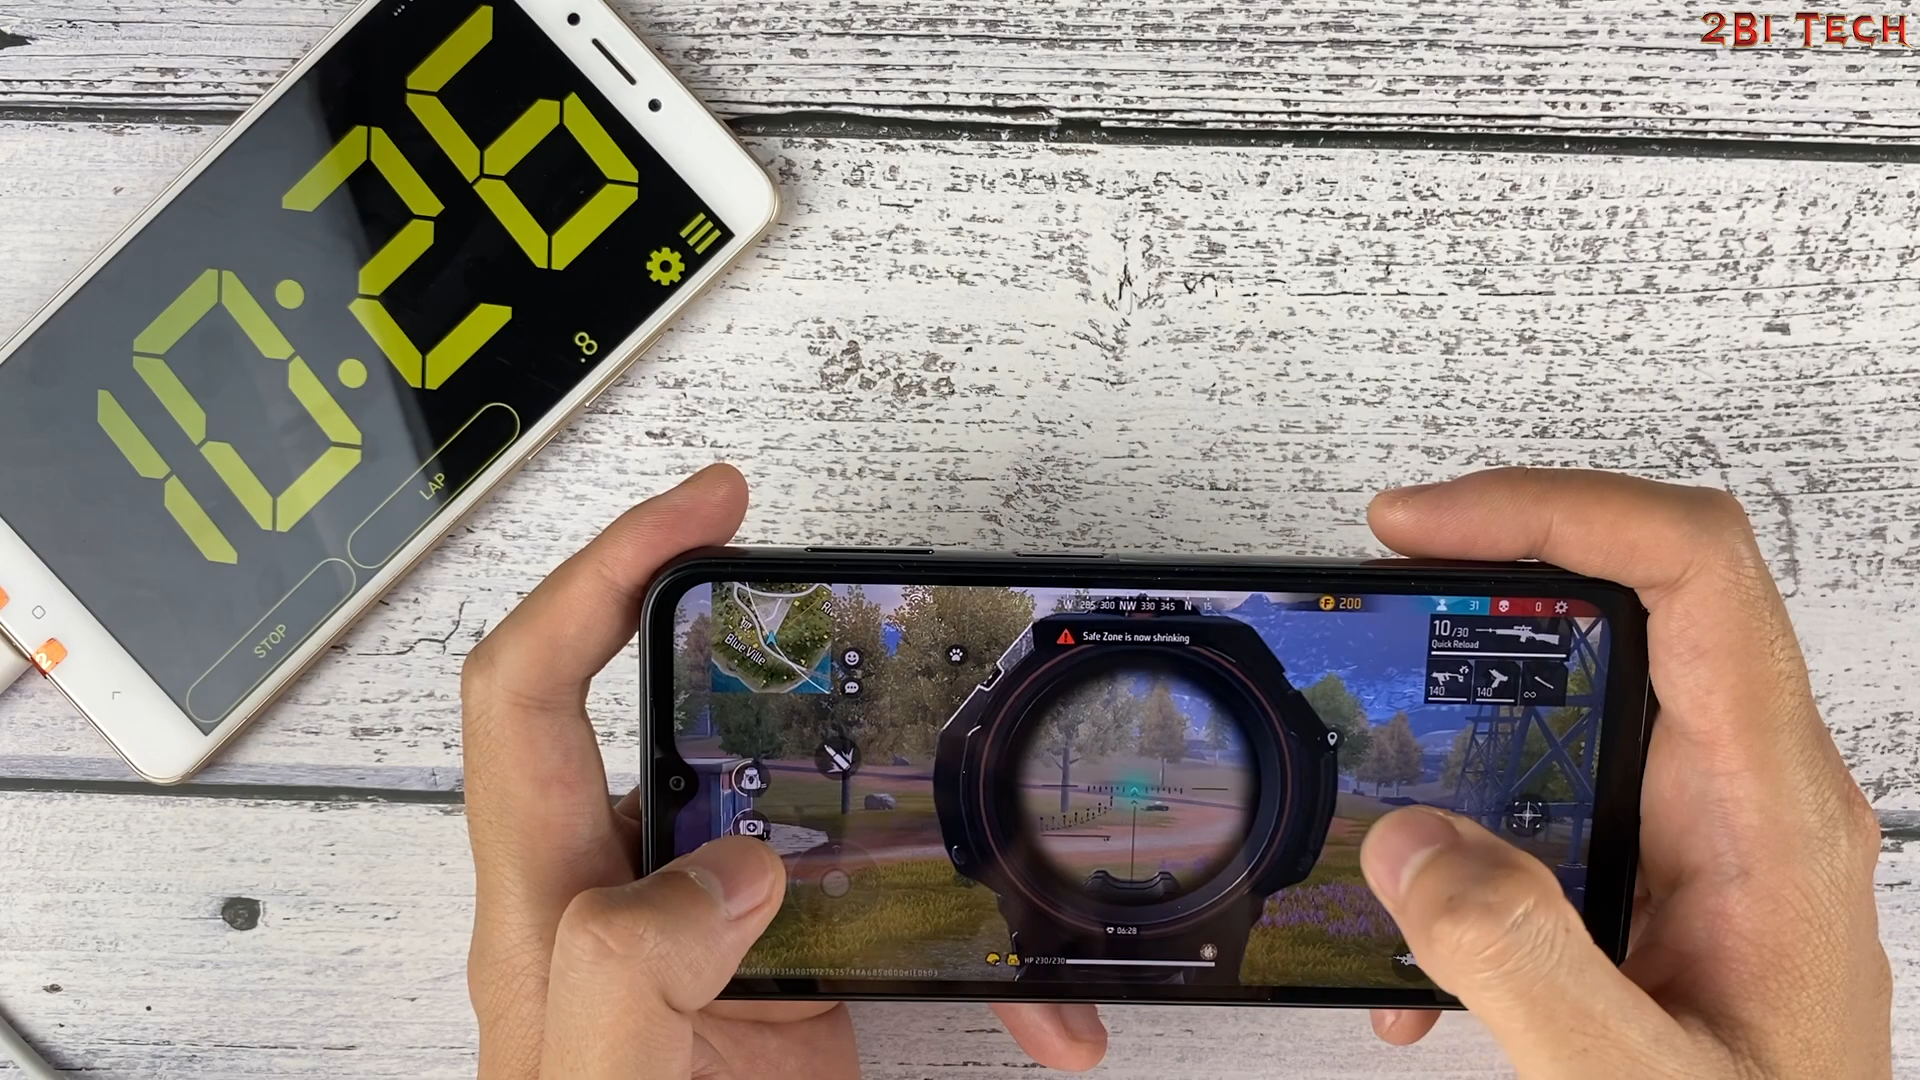 2Bi Tech
10:26
.8
LAP
STOP
Blue Ville
W 285 300 NW 330 345 N 15
Safe Zone is now shrinking
200
31
0
10/30
Quick Reload
140
140
∞
06:28
HP 230/230